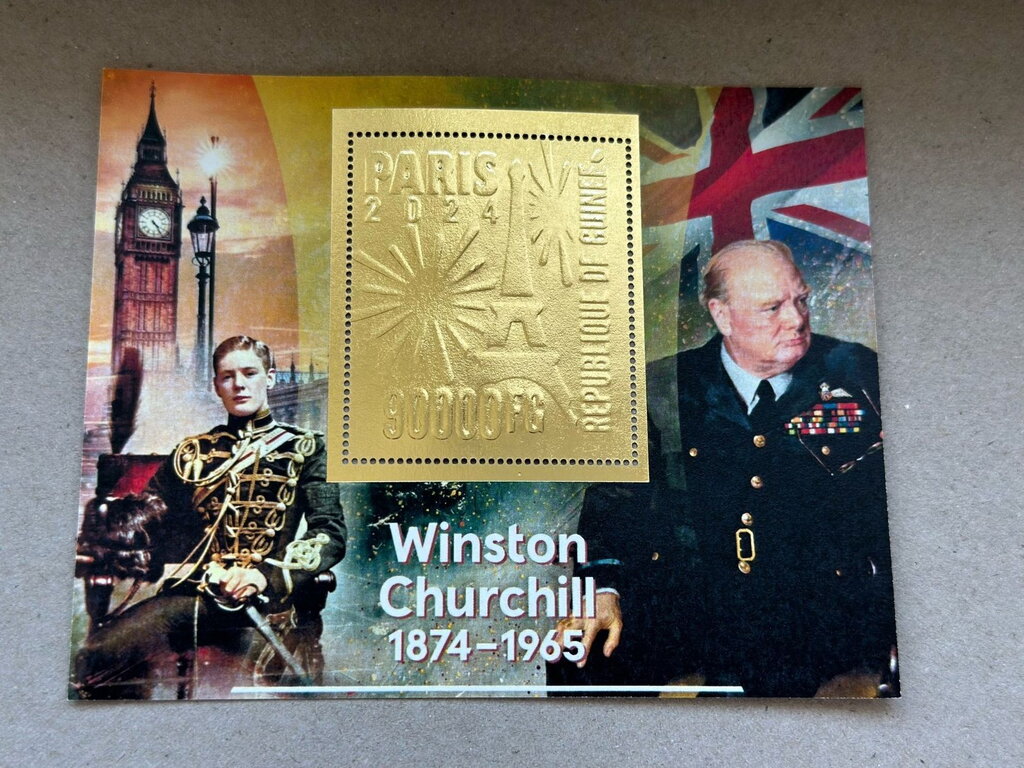 PARIS
2024
REPUBLIQUE DE GUINEE
90000FG
Winston
Churchill
1874–1965